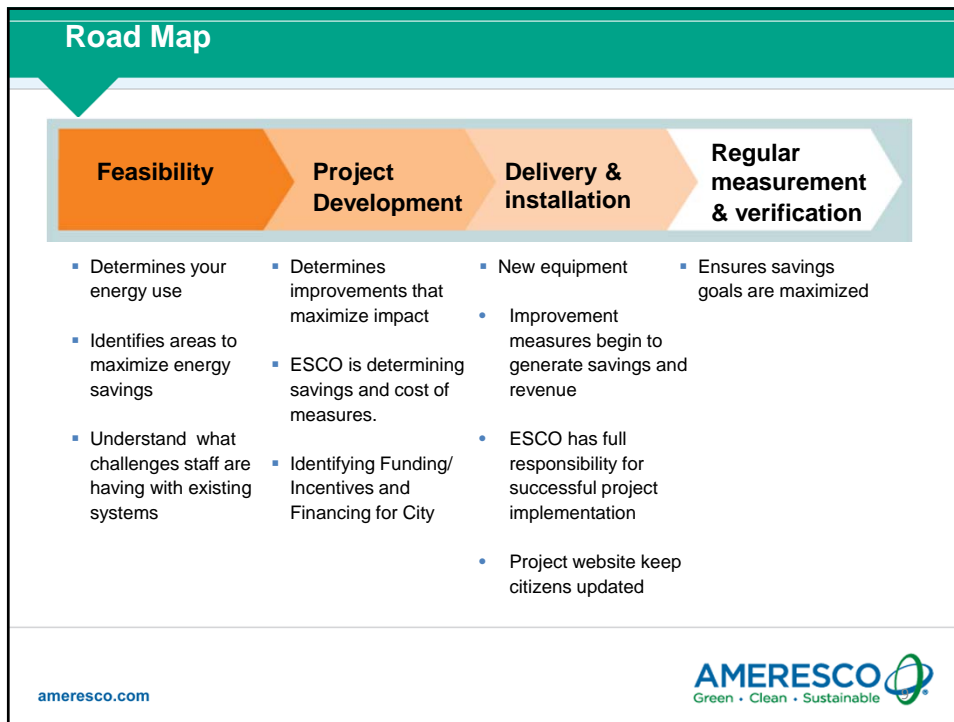 Road Map
Feasibility
Project
Development
Delivery &
installation
Regular
measurement
& verification
▪ Determines your
energy use
▪ Identifies areas to
maximize energy
savings
▪ Understand what
challenges staff are
having with existing
systems
▪ Determines
improvements that
maximize impact
▪ ESCO is determining
savings and cost of
measures.
▪ Identifying Funding/
Incentives and
Financing for City
▪ New equipment
• Improvement
measures begin to
generate savings and
revenue
• ESCO has full
responsibility for
successful project
implementation
• Project website keep
citizens updated
▪ Ensures savings
goals are maximized
ameresco.com
AMERESCO
Green • Clean • Sustainable